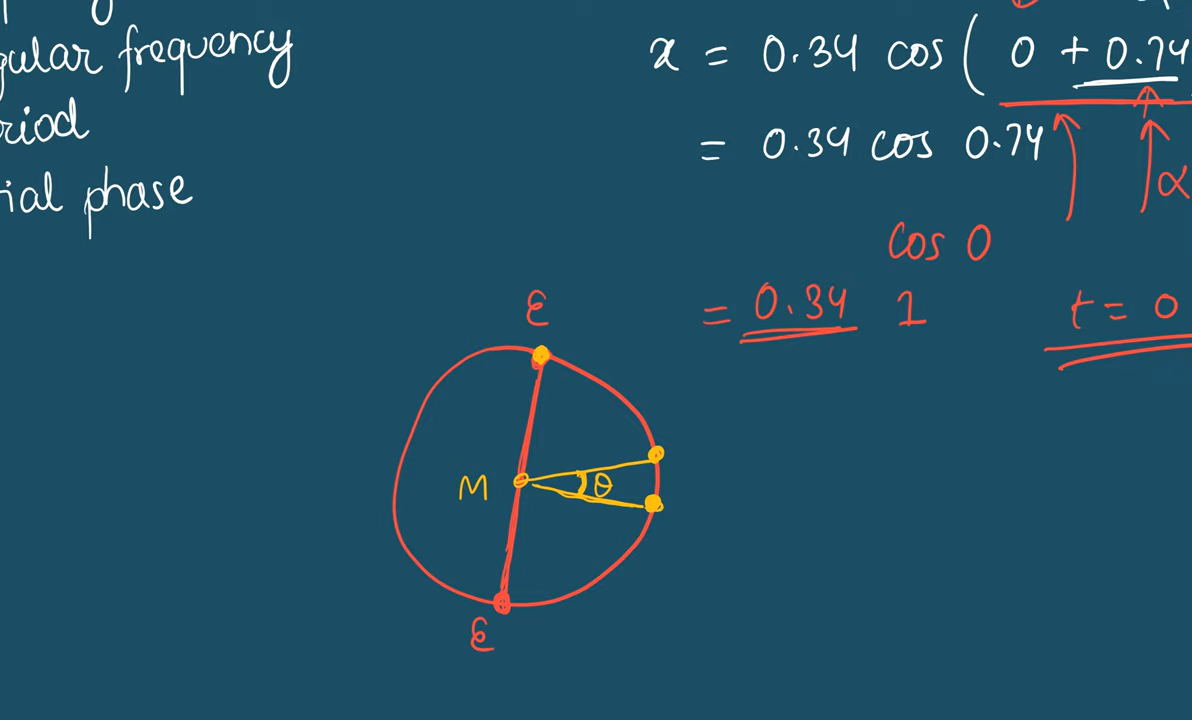 gular frequency
riod
ial phase
x = 0.34 cos ( 0 + 0.74
= 0.34 cos 0.74
α
cos 0
= 0.34 1
t = 0
E
M
θ
E